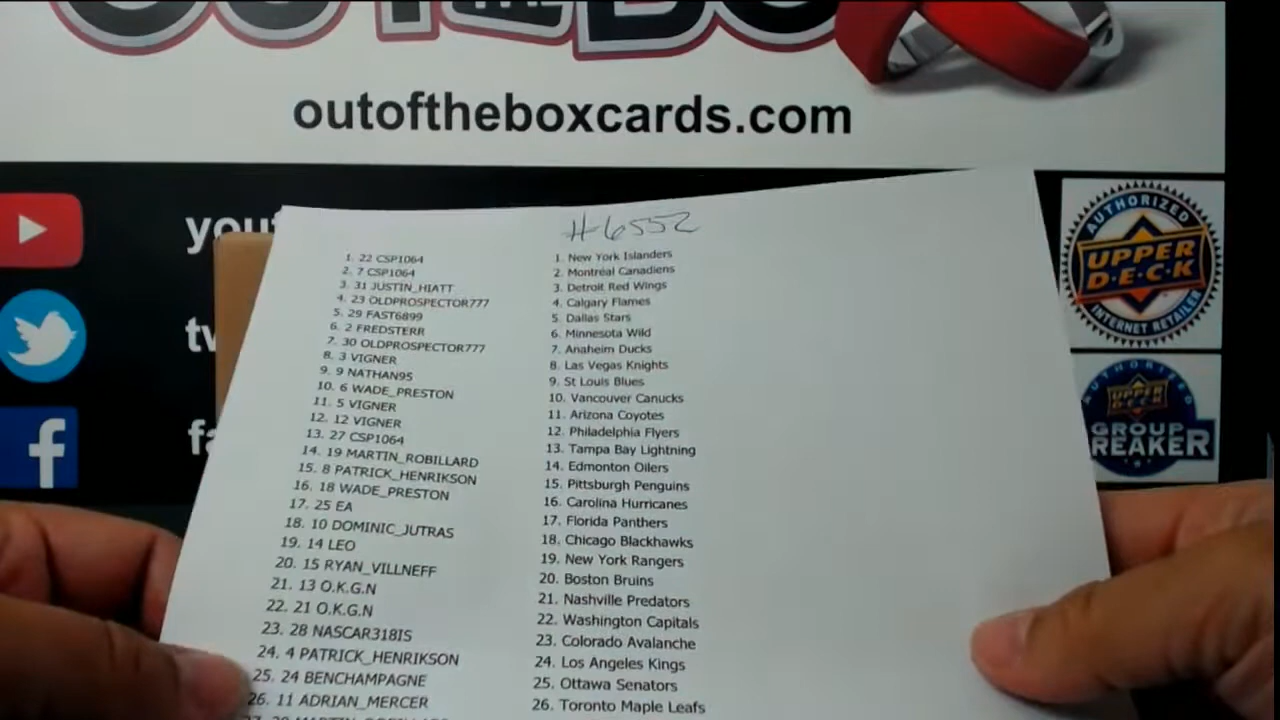 outoftheboxcards.com
AUTHORIZED
UPPER DECK
INTERNET RETAILER
AUTHORIZED
UPPER DECK
GROUP
#6552
1. 22 CSP1064 1. New York Islanders
2. 7 CSP1064 2. Montréal Canadiens
3. 31 JUSTIN_HIATT 3. Detroit Red Wings
4. 23 OLDPROSPECTOR777 4. Calgary Flames
5. 29 FAST6899 5. Dallas Stars
6. 2 FREDSTERR 6. Minnesota Wild
7. 30 OLDPROSPECTOR777 7. Anaheim Ducks
8. 3 VIGNER 8. Las Vegas Knights
9. 9 NATHAN95 9. St Louis Blues
10. 6 WADE_PRESTON 10. Vancouver Canucks
11. 5 VIGNER 11. Arizona Coyotes
12. 12 VIGNER 12. Philadelphia Flyers
13. 27 CSP1064 13. Tampa Bay Lightning
14. 19 MARTIN_ROBILLARD 14. Edmonton Oilers
15. 8 PATRICK_HENRIKSON 15. Pittsburgh Penguins
16. 18 WADE_PRESTON 16. Carolina Hurricanes
17. 25 EA 17. Florida Panthers
18. 10 DOMINIC_JUTRAS 18. Chicago Blackhawks
19. 14 LEO 19. New York Rangers
20. 15 RYAN_VILLNEFF 20. Boston Bruins
21. 13 O.K.G.N 21. Nashville Predators
22. 21 O.K.G.N 22. Washington Capitals
23. 28 NASCAR318IS 23. Colorado Avalanche
24. 4 PATRICK_HENRIKSON 24. Los Angeles Kings
25. 24 BENCHAMPAGNE 25. Ottawa Senators
26. 11 ADRIAN_MERCER 26. Toronto Maple Leafs